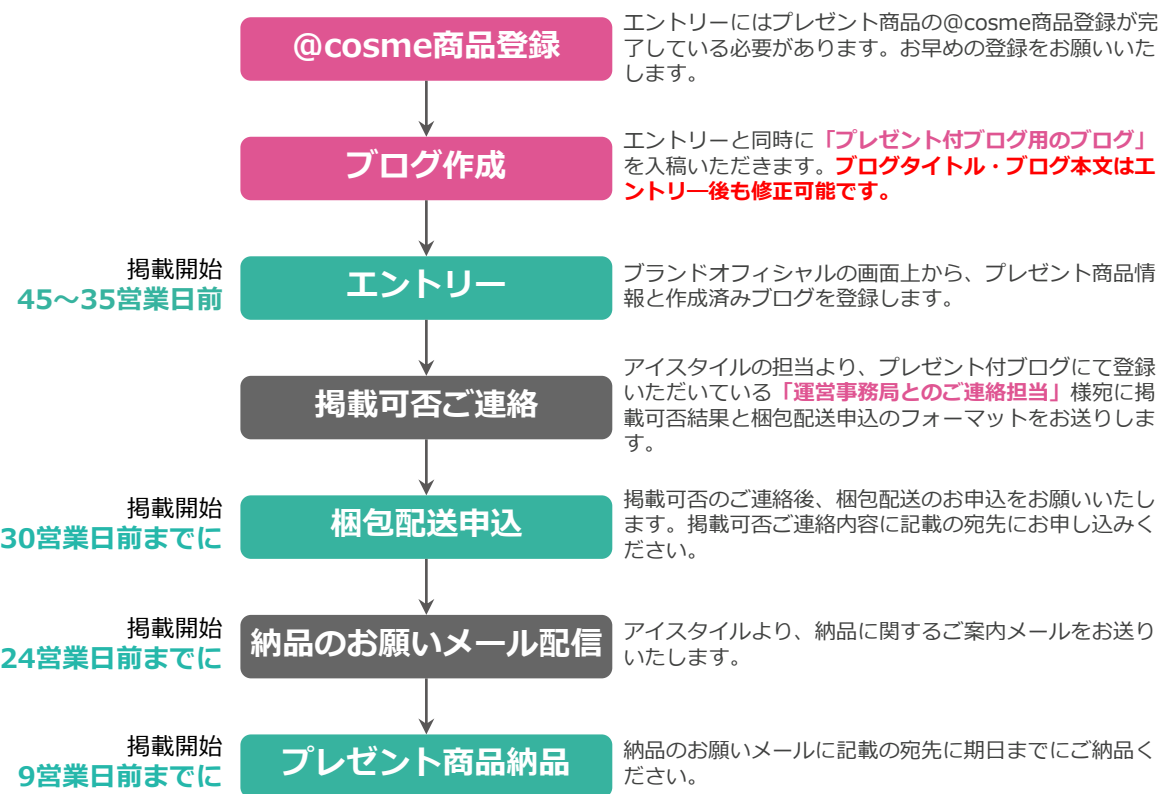 @cosme商品登録
エントリーにはプレゼント商品の@cosme商品登録が完
了している必要があります。お早めの登録をお願いいた
します。
ブログ作成
エントリーと同時に「プレゼント付ブログ用のブログ」
を入稿いただきます。ブログタイトル・ブログ本文はエ
ントリ―後も修正可能です。
掲載開始
45～35営業日前
エントリー
ブランドオフィシャルの画面上から、プレゼント商品情
報と作成済みブログを登録します。
掲載可否ご連絡
アイスタイルの担当より、プレゼント付ブログにて登録
いただいている「運営事務局とのご連絡担当」様宛に掲
載可否結果と梱包配送申込のフォーマットをお送りしま
す。
掲載開始
30営業日前までに
梱包配送申込
掲載可否のご連絡後、梱包配送のお申込をお願いいたし
ます。掲載可否ご連絡内容に記載の宛先にお申し込みく
ださい。
掲載開始
24営業日前までに
納品のお願いメール配信
アイスタイルより、納品に関するご案内メールをお送り
いたします。
掲載開始
9営業日前までに
プレゼント商品納品
納品のお願いメールに記載の宛先に期日までにご納品く
ださい。